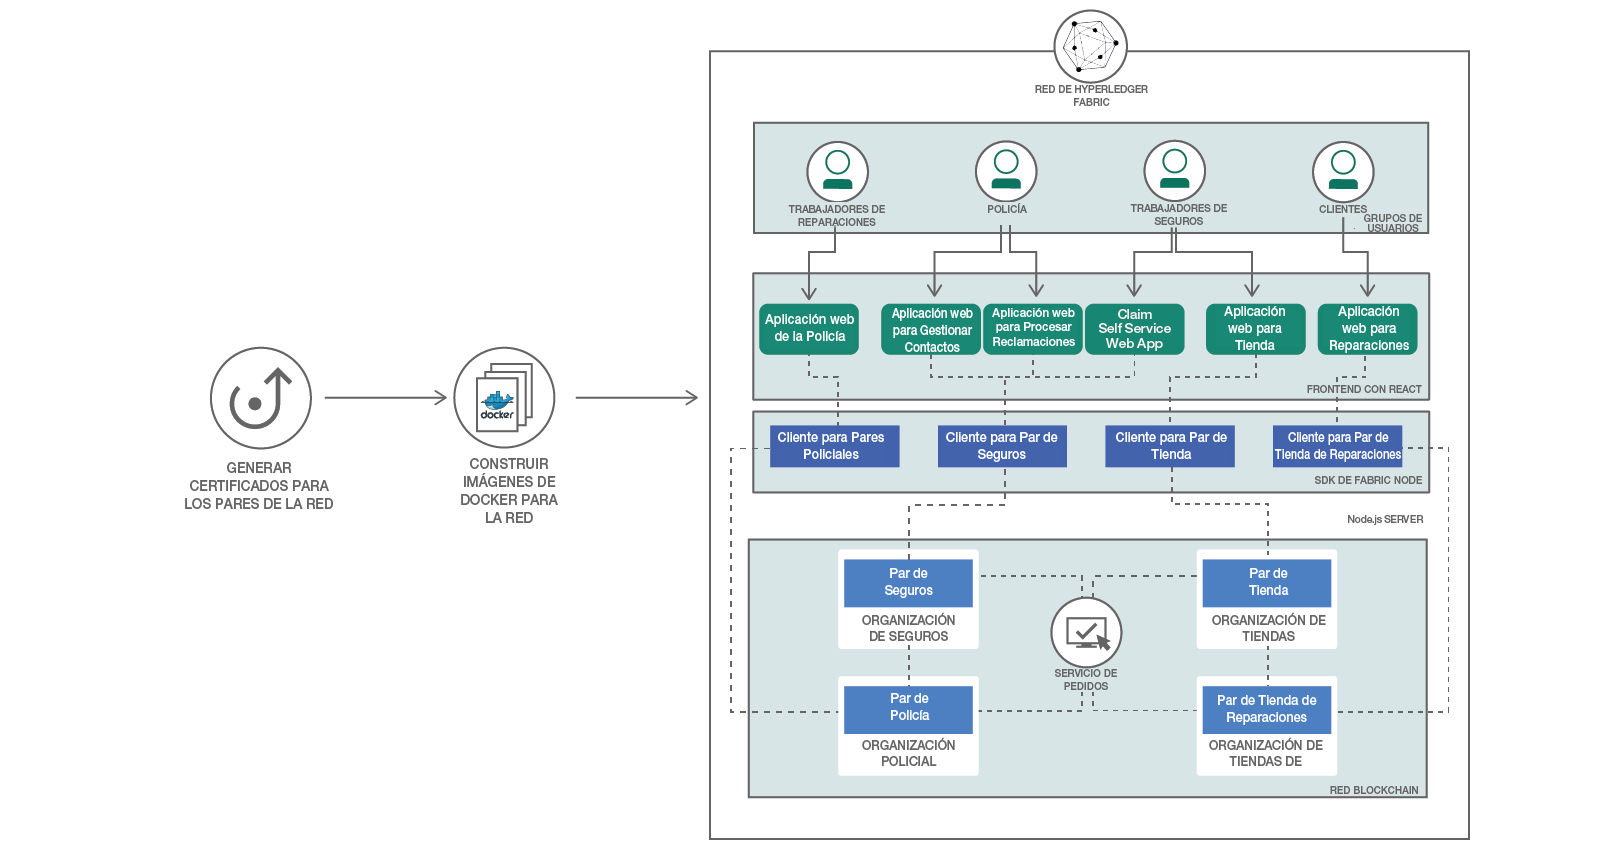 RED DE HYPERLEDGER
FABRIC
TRABAJADORES DE
REPARACIONES
POLICÍA
TRABAJADORES DE
SEGUROS
CLIENTES
GRUPOS DE
USUARIOS
Aplicación web
de la Policía
Aplicación web
para Gestionar
Contactos
Aplicación web
para Procesar
Reclamaciones
Claim
Self Service
Web App
Aplicación
web para
Tienda
Aplicación
web para
Reparaciones
FRONTEND CON REACT
Cliente para Pares
Policiales
Cliente para Par de
Seguros
Cliente para Par de
Tienda
Cliente para Par de
Tienda de Reparaciones
SDK DE FABRIC NODE
docker
GENERAR
CERTIFICADOS PARA
LOS PARES DE LA RED
CONSTRUIR
IMÁGENES DE
DOCKER PARA
LA RED
Node.js SERVER
Par de
Seguros
ORGANIZACIÓN
DE SEGUROS
Par de
Tienda
ORGANIZACIÓN DE
TIENDAS
SERVICIO DE
PEDIDOS
Par de
Policía
ORGANIZACIÓN
POLICIAL
Par de Tienda de
Reparaciones
ORGANIZACIÓN DE
TIENDAS DE
RED BLOCKCHAIN